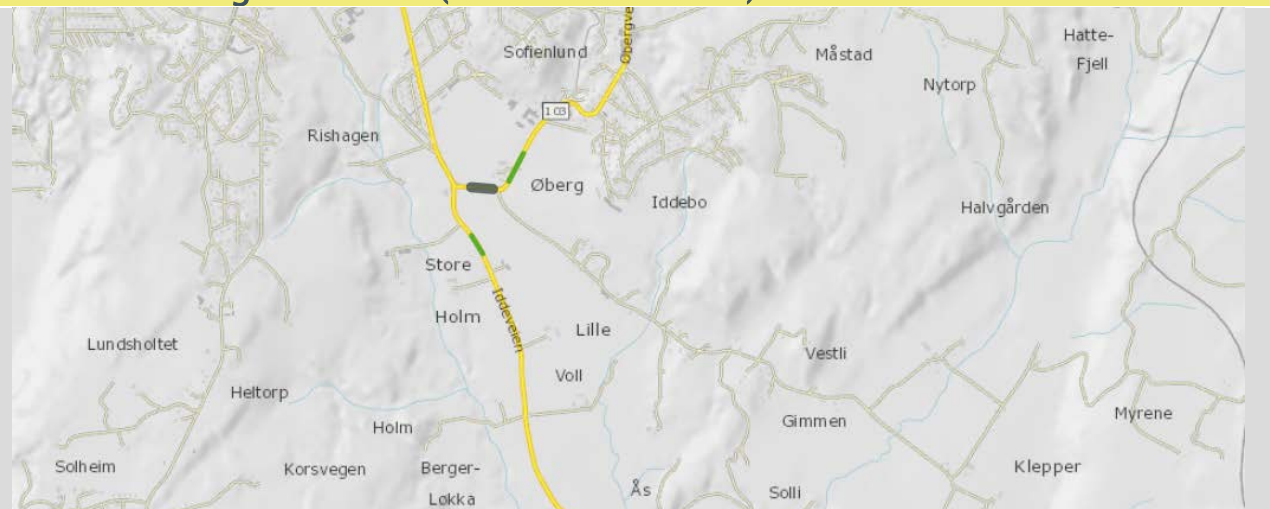 Sofienlund
Øbergve
Måstad
Hatte-
Fjell
Nytorp
103
Rishagen
Øberg
Iddebo
Halvgården
Store
Holm
Iddeveien
Lille
Voll
Lundsholtet
Vestli
Heltorp
Holm
Gimmen
Myrene
Solheim
Korsvegen
Berger-
Løkka
Ås
Solli
Klepper